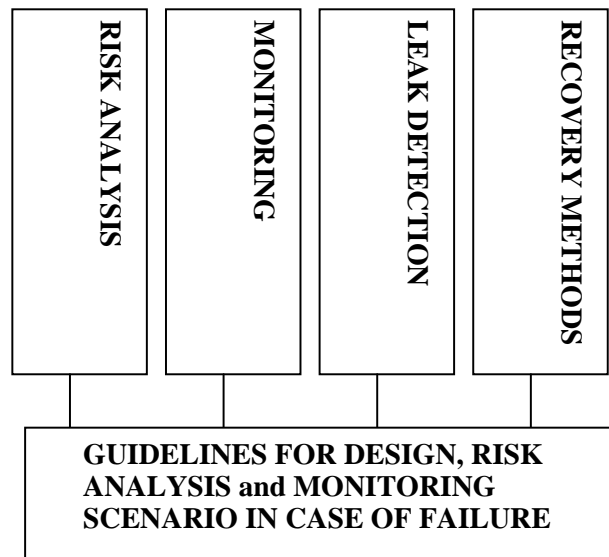 RISK ANALYSIS
MONITORING
LEAK DETECTION
RECOVERY METHODS
GUIDELINES FOR DESIGN, RISK
ANALYSIS and MONITORING
SCENARIO IN CASE OF FAILURE